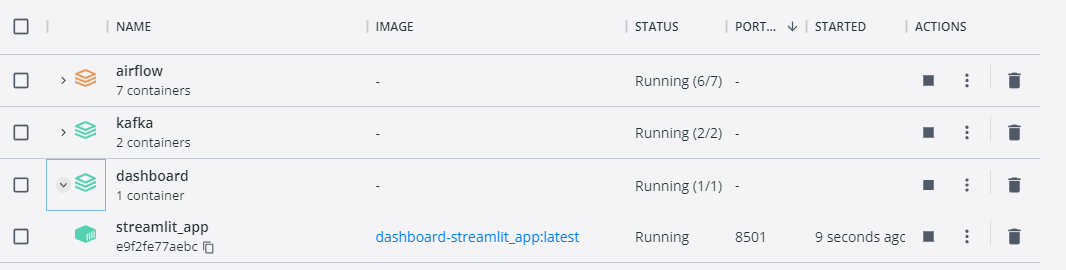 NAME IMAGE STATUS PORT... STARTED ACTIONS
airflow
7 containers
- Running (6/7) -
kafka
2 containers
- Running (2/2) -
dashboard
1 container
- Running (1/1) -
streamlit_app
e9f2fe77aebc
dashboard-streamlit_app:latest Running 8501 9 seconds agc